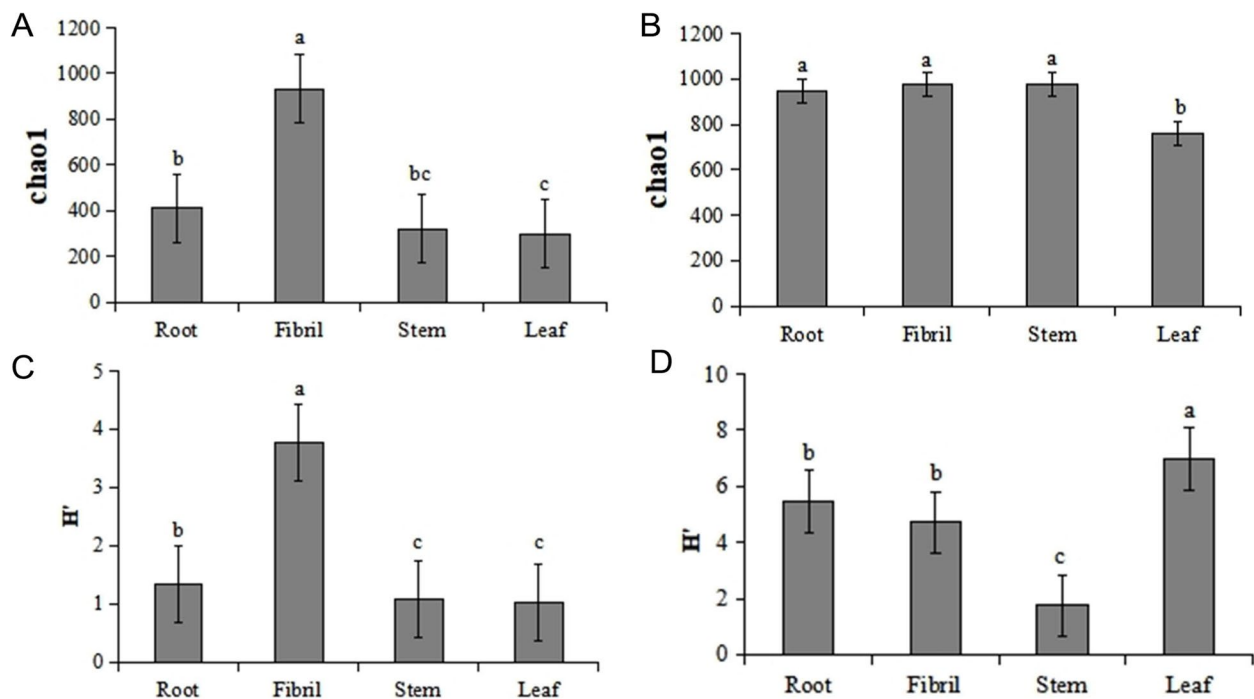 A
1200
1000
800
600
400
200
0
chao1
b
a
bc
c
Root Fibril Stem Leaf
B
1200
1000
800
600
400
200
0
chao1
a
a
a
b
Root Fibril Stem Leaf
C
5
4
3
2
1
0
H'
b
a
c
c
Root Fibril Stem Leaf
D
10
8
6
4
2
0
H'
b
b
c
a
Root Fibril Stem Leaf